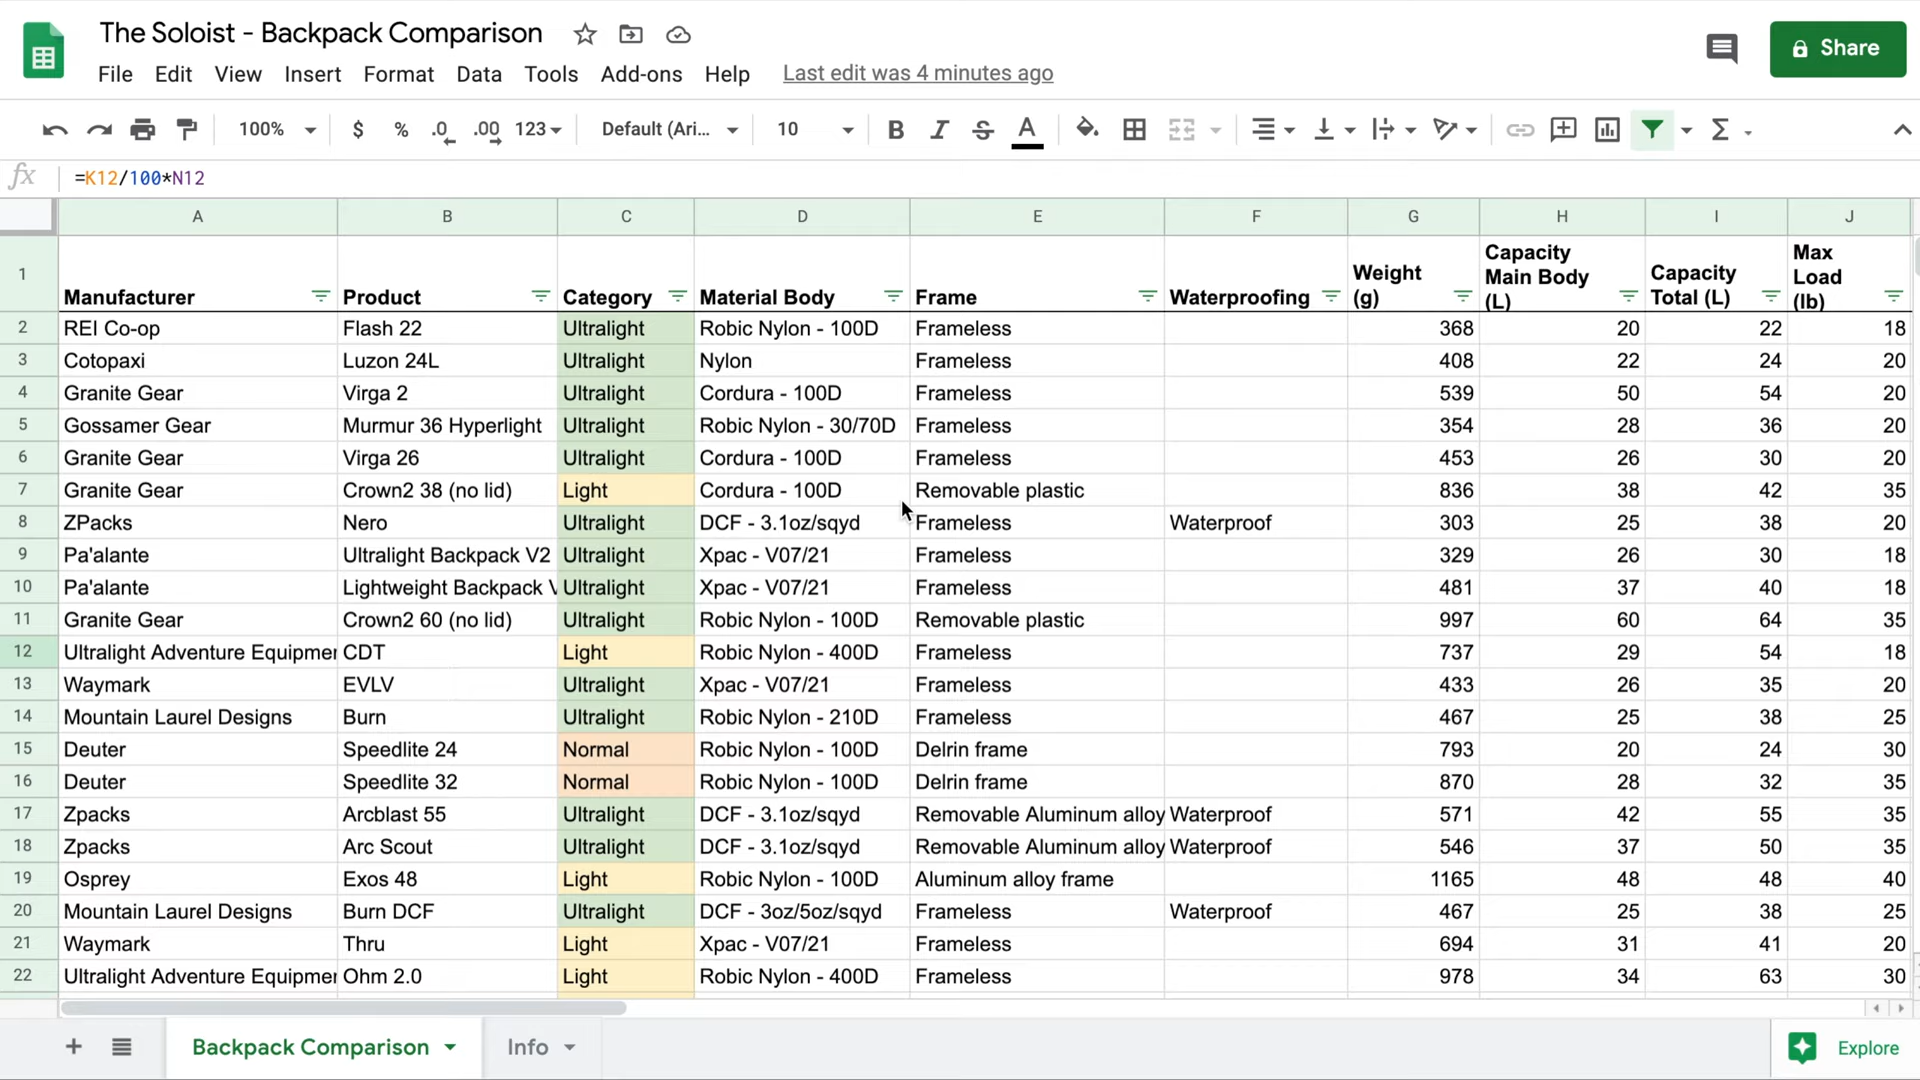 The Soloist - Backpack Comparison
Share
File Edit View Insert Format Data Tools Add-ons Help Last edit was 4 minutes ago
100% $ % .0 .00 123 Default (Ari... 10 B I S A Σ
fx =K12/100*N12
A B C D E F G H I J
1 Manufacturer Product Category Material Body Frame Waterproofing Weight (g) Capacity Main Body (L) Capacity Total (L) Max Load (lb)
2 REI Co-op Flash 22 Ultralight Robic Nylon - 100D Frameless 368 20 22 18
3 Cotopaxi Luzon 24L Ultralight Nylon Frameless 408 22 24 20
4 Granite Gear Virga 2 Ultralight Cordura - 100D Frameless 539 50 54 20
5 Gossamer Gear Murmur 36 Hyperlight Ultralight Robic Nylon - 30/70D Frameless 354 28 36 20
6 Granite Gear Virga 26 Ultralight Cordura - 100D Frameless 453 26 30 20
7 Granite Gear Crown2 38 (no lid) Light Cordura - 100D Removable plastic 836 38 42 35
8 ZPacks Nero Ultralight DCF - 3.1oz/sqyd Frameless Waterproof 303 25 38 20
9 Pa'alante Ultralight Backpack V2 Ultralight Xpac - V07/21 Frameless 329 26 30 18
10 Pa'alante Lightweight Backpack V Ultralight Xpac - V07/21 Frameless 481 37 40 18
11 Granite Gear Crown2 60 (no lid) Ultralight Robic Nylon - 100D Removable plastic 997 60 64 35
12 Ultralight Adventure Equipmer CDT Light Robic Nylon - 400D Frameless 737 29 54 18
13 Waymark EVLV Ultralight Xpac - V07/21 Frameless 433 26 35 20
14 Mountain Laurel Designs Burn Ultralight Robic Nylon - 210D Frameless 467 25 38 25
15 Deuter Speedlite 24 Normal Robic Nylon - 100D Delrin frame 793 20 24 30
16 Deuter Speedlite 32 Normal Robic Nylon - 100D Delrin frame 870 28 32 35
17 Zpacks Arcblast 55 Ultralight DCF - 3.1oz/sqyd Removable Aluminum alloy Waterproof 571 42 55 35
18 Zpacks Arc Scout Ultralight DCF - 3.1oz/sqyd Removable Aluminum alloy Waterproof 546 37 50 35
19 Osprey Exos 48 Light Robic Nylon - 100D Aluminum alloy frame 1165 48 48 40
20 Mountain Laurel Designs Burn DCF Ultralight DCF - 3oz/5oz/sqyd Frameless Waterproof 467 25 38 25
21 Waymark Thru Light Xpac - V07/21 Frameless 694 31 41 20
22 Ultralight Adventure Equipmer Ohm 2.0 Light Robic Nylon - 400D Frameless 978 34 63 30
Backpack Comparison Info Explore